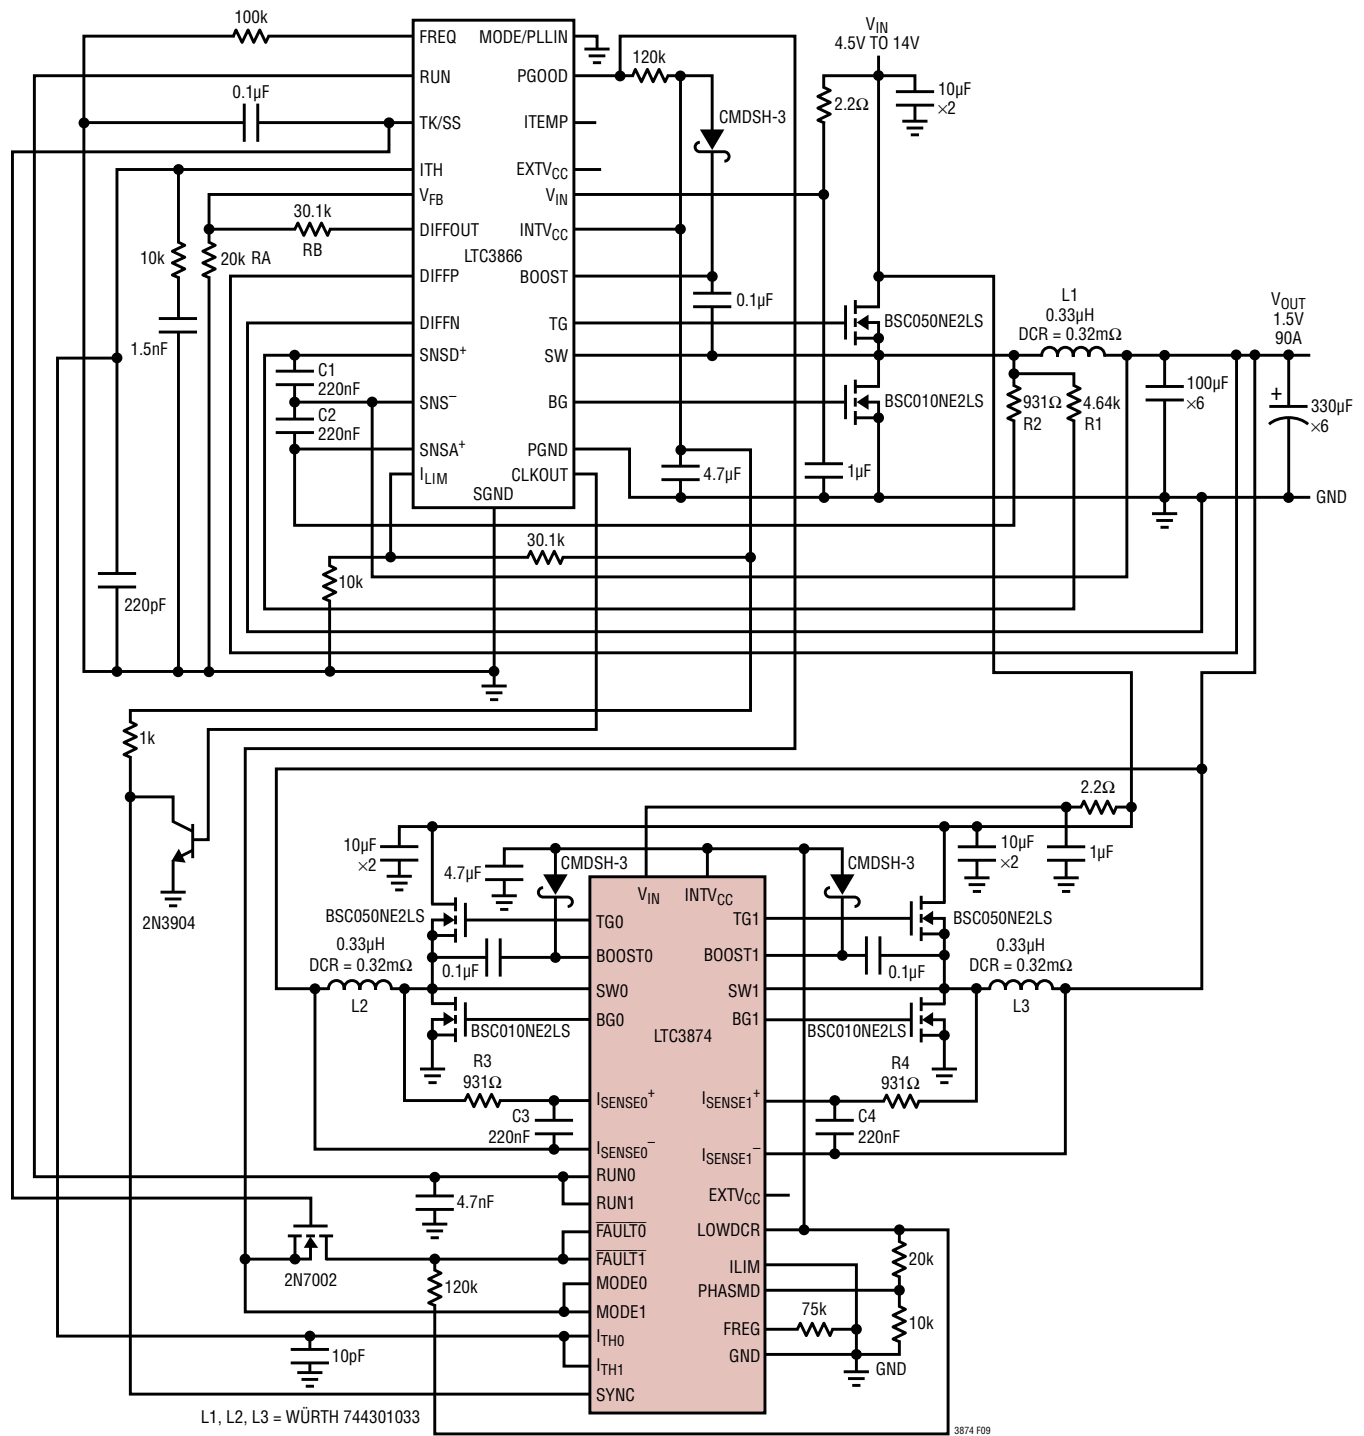 100k
FREQ
MODE/PLLIN
VIN
4.5V TO 14V
RUN
PGOOD
120k
0.1µF
2.2Ω
10µF
×2
TK/SS
ITEMP
CMDSH-3
ITH
EXTVCC
VFB
VIN
30.1k
RB
DIFFOUT
INTVCC
LTC3866
10k
20k RA
DIFFP
BOOST
0.1µF
L1
0.33µH
DCR = 0.32mΩ
VOUT
1.5V
90A
DIFFN
TG
BSC050NE2LS
1.5nF
SNSD+
SW
C1
220nF
SNS–
BG
BSC010NE2LS
931Ω
R2
4.64k
R1
100µF
×6
+
330µF
×6
C2
220nF
SNSA+
PGND
ILIM
CLKOUT
4.7µF
1µF
SGND
GND
30.1k
10k
220pF
1k
2N3904
2.2Ω
10µF
×2
4.7µF
CMDSH-3
CMDSH-3
10µF
×2
1µF
VIN
INTVCC
BSC050NE2LS
TG0
TG1
BSC050NE2LS
0.33µH
DCR = 0.32mΩ
0.1µF
BOOST0
BOOST1
0.1µF
0.33µH
DCR = 0.32mΩ
L2
SW0
SW1
L3
BSC010NE2LS
BG0
BG1
BSC010NE2LS
LTC3874
R3
931Ω
R4
931Ω
ISENSE0+
ISENSE1+
C3
220nF
C4
220nF
ISENSE0–
ISENSE1–
RUN0
4.7nF
RUN1
EXTVCC
FAULT0
LOWDCR
2N7002
FAULT1
20k
120k
MODE0
ILIM
MODE1
PHASMD
75k
10k
ITH0
FREG
10pF
ITH1
GND
GND
SYNC
L1, L2, L3 = WÜRTH 744301033
3874 F09